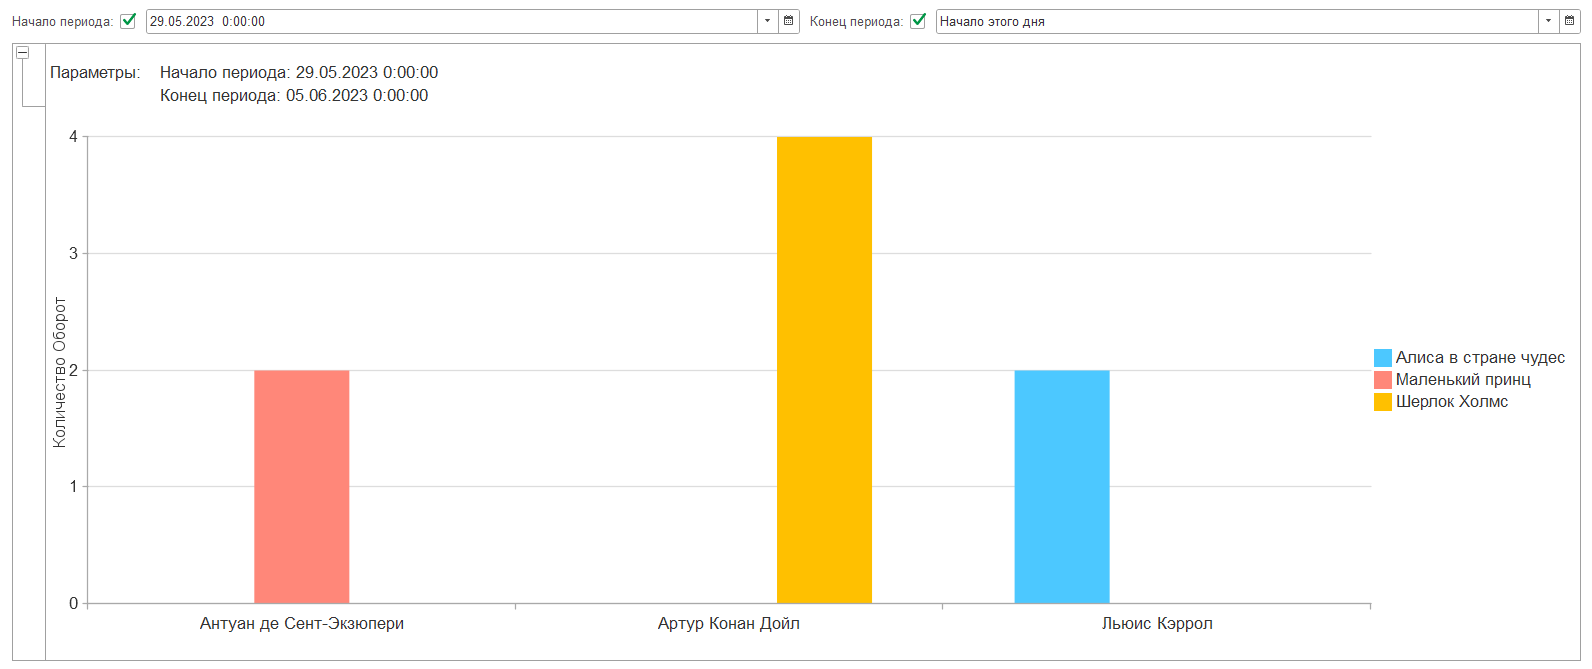 Начало периода: 29.05.2023 0:00:00 Конец периода: Начало этого дня
Параметры: Начало периода: 29.05.2023 0:00:00
Конец периода: 05.06.2023 0:00:00
Количество Оборот
4
3
2
1
0
Антуан де Сент-Экзюпери Артур Конан Дойл Льюис Кэррол
Алиса в стране чудес
Маленький принц
Шерлок Холмс